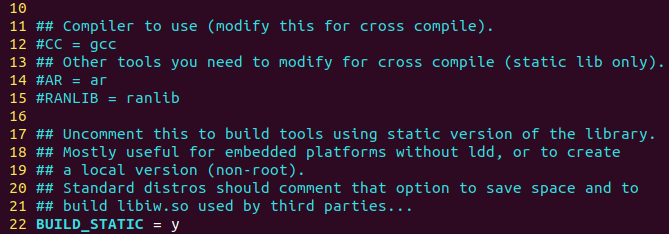 10
11 ## Compiler to use (modify this for cross compile).
12 #CC = gcc
13 ## Other tools you need to modify for cross compile (static lib only).
14 #AR = ar
15 #RANLIB = ranlib
16
17 ## Uncomment this to build tools using static version of the library.
18 ## Mostly useful for embedded platforms without ldd, or to create
19 ## a local version (non-root).
20 ## Standard distros should comment that option to save space and to
21 ## build libiw.so used by third parties...
22 BUILD_STATIC = y